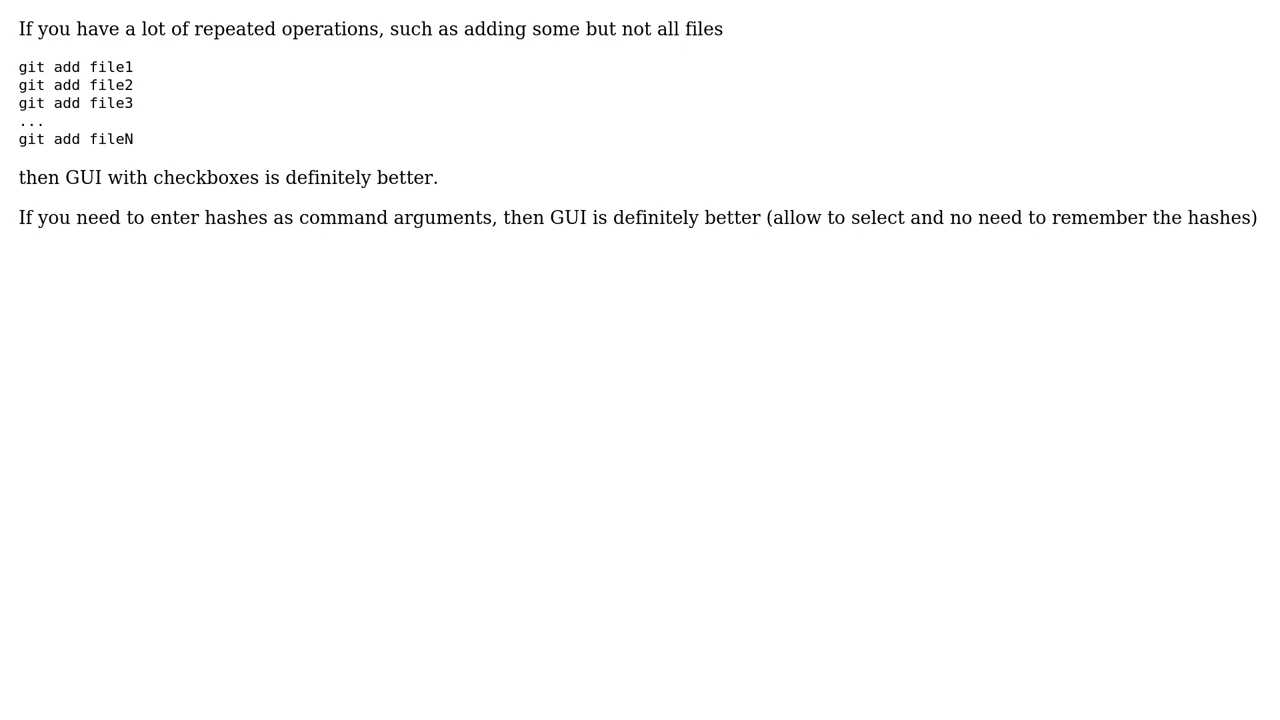 If you have a lot of repeated operations, such as adding some but not all files
git add file1
git add file2
git add file3
...
git add fileN
then GUI with checkboxes is definitely better.
If you need to enter hashes as command arguments, then GUI is definitely better (allow to select and no need to remember the hashes)